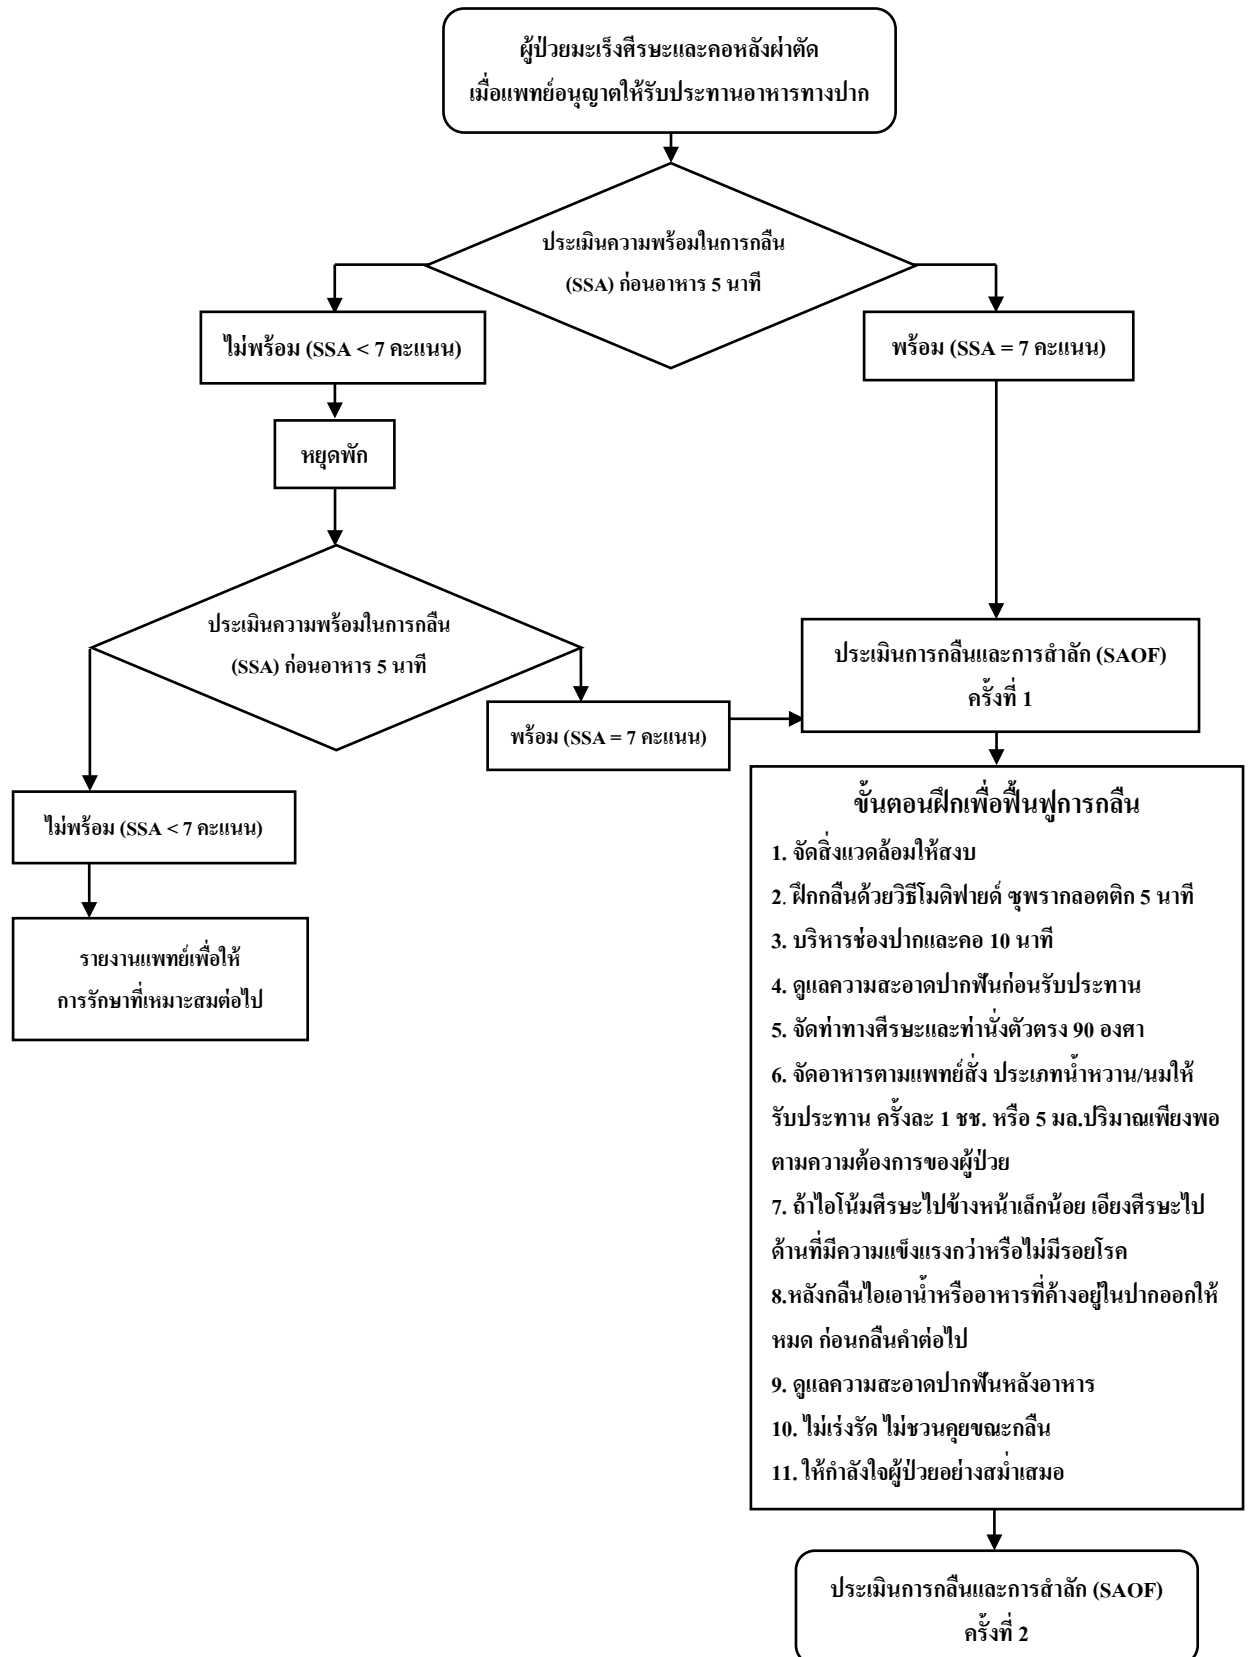 ผู้ป่วยมะเร็งศีรษะและคอหลังผ่าตัด
เมื่อแพทย์อนุญาตให้รับประทานอาหารทางปาก
ประเมินความพร้อมในการกลืน
(SSA) ก่อนอาหาร 5 นาที
ไม่พร้อม (SSA < 7 คะแนน)
พร้อม (SSA = 7 คะแนน)
หยุดพัก
ประเมินความพร้อมในการกลืน
(SSA) ก่อนอาหาร 5 นาที
พร้อม (SSA = 7 คะแนน)
ไม่พร้อม (SSA < 7 คะแนน)
รายงานแพทย์เพื่อให้
การรักษาที่เหมาะสมต่อไป
ประเมินการกลืนและการสำลัก (SAOF)
ครั้งที่ 1
ขั้นตอนฝึกเพื่อฟื้นฟูการกลืน
1. จัดสิ่งแวดล้อมให้สงบ
2. ฝึกกลืนด้วยวิธีโมดิฟายด์ ซุพรากลอตติก 5 นาที
3. บริหารช่องปากและคอ 10 นาที
4. ดูแลความสะอาดปากฟันก่อนรับประทาน
5. จัดท่าทางศีรษะและท่านั่งตัวตรง 90 องศา
6. จัดอาหารตามแพทย์สั่ง ประเภทน้ำหวาน/นมให้
รับประทาน ครั้งละ 1 ชช. หรือ 5 มล.ปริมาณเพียงพอ
ตามความต้องการของผู้ป่วย
7. ถ้าไอโน้มศีรษะไปข้างหน้าเล็กน้อย เอียงศีรษะไป
ด้านที่มีความแข็งแรงกว่าหรือไม่มีรอยโรค
8.หลังกลืนไอเอาน้ำหรืออาหารที่ค้างอยู่ในปากออกให้
หมด ก่อนกลืนคำต่อไป
9. ดูแลความสะอาดปากฟันหลังอาหาร
10. ไม่เร่งรัด ไม่ชวนคุยขณะกลืน
11. ให้กำลังใจผู้ป่วยอย่างสม่ำเสมอ
ประเมินการกลืนและการสำลัก (SAOF)
ครั้งที่ 2